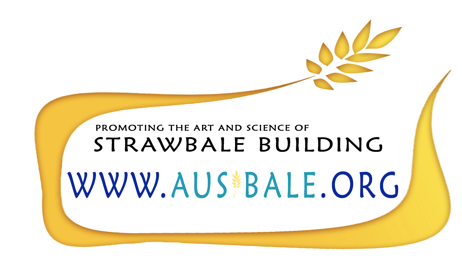 PROMOTING THE ART AND SCIENCE OF
STRAWBALE BUILDING
WWW.AUSBALE.ORG